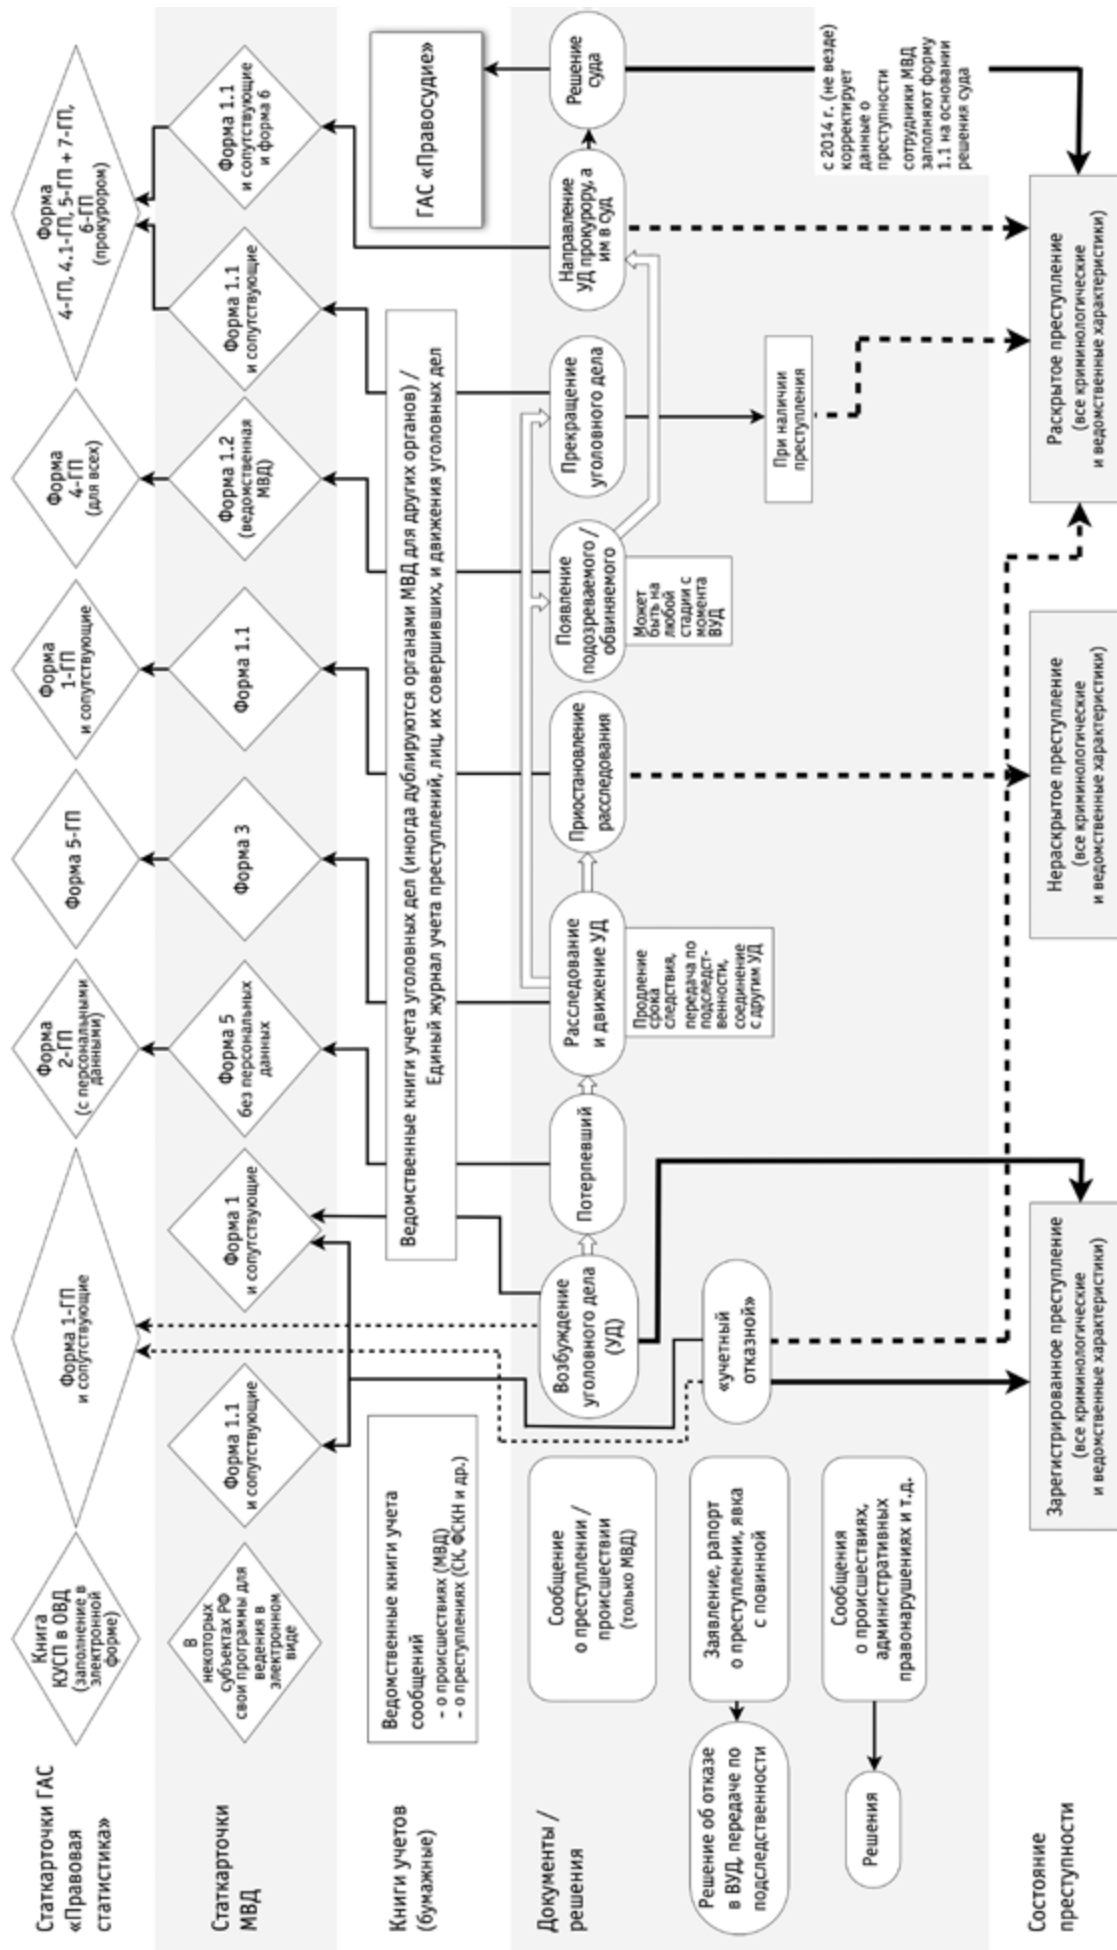 Статкарточки ГАС
«Правовая
статистика»
Книга
КУСП в ОВД
(заполнение в
электронной
форме)
Форма 1-ГП
и сопутствующие
Форма
2-ГП
(с персональными
данными)
Форма 5-ГП
Форма
1-ГП
и сопутствующие
Форма
4-ГП
(для всех)
Форма
4-ГП, 4.1-ГП, 5-ГП + 7-ГП,
6-ГП
(прокурором)
Статкарточки
МВД
В
некоторых
субъектах РФ
свои программы для
ведения в
электронном
виде
Форма 1.1
и сопутствующие
Форма 1
и сопутствующие
Форма 5
без персональных
данных
Форма 3
Форма 1.1
Форма 1.2
(ведомственная
МВД)
Форма 1.1
и сопутствующие
Форма 1.1
и сопутствующие
и форма 6
Книги учетов
(бумажные)
Ведомственные книги учета
сообщений
– о происшествиях (МВД)
– о преступлениях (СК, ФСКН и др.)
Ведомственные книги учета уголовных дел (иногда дублируются органами МВД для других органов) /
Единый журнал учета преступлений, лиц, их совершивших, и движения уголовных дел
ГАС «Правосудие»
Документы /
решения
Сообщение
о преступлении /
происшествии
(только МВД)
Возбуждение
уголовного дела
(УД)
Потерпевший
Расследование
и движение УД
Продление
срока
следствия,
передача по
подследст-
венности,
соединение
с другим УД
Приостановление
расследования
Появление
подозреваемого /
обвиняемого
Может
быть на
любой
стадии с
момента
ВУД
Прекращение
уголовного дела
Направление
УД прокурору, а
им в суд
Решение
суда
Решение об отказе
в ВУД, передаче по
подследственности
Заявление, рапорт
о преступлении, явка
с повинной
«учетный
отказной»
При наличии
преступления
Решения
Сообщения
о происшествиях,
административных
правонарушениях и т.д.
с 2014 г. (не везде)
корректирует
данные о
преступности
сотрудники МВД
заполняют форму
1.1 на основании
решения суда
Состояние
преступности
Зарегистрированное преступление
(все криминологические
и ведомственные характеристики)
Нераскрытое преступление
(все криминологические
и ведомственные характеристики)
Раскрытое преступление
(все криминологические
и ведомственные характеристики)